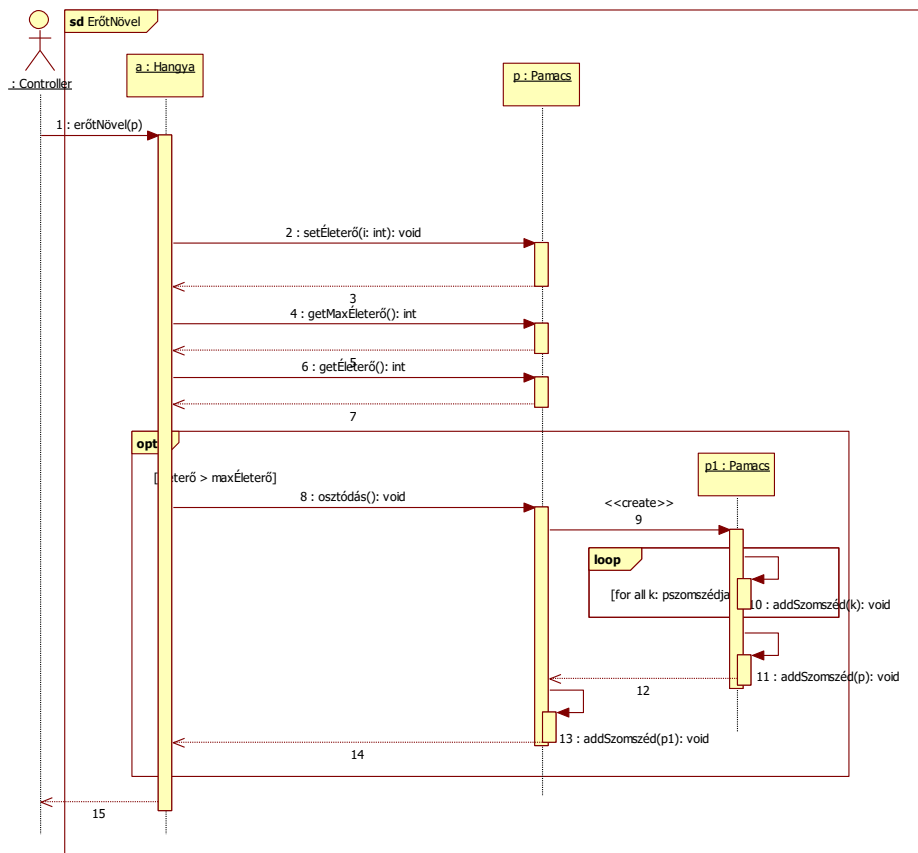 sd ErőtNövel
: Controller
a : Hangya
p : Pamacs
1 : erőtNövel(p)
2 : setÉleterő(i: int): void
3
4 : getMaxÉleterő(): int
5
6 : getÉleterő(): int
7
opt
> maxÉleterő]
p1 : Pamacs
8 : osztódás(): void
<<create>>
9
loop
[for all k: pszomszédja
10 : addSzomszéd(k): void
11 : addSzomszéd(p): void
12
13 : addSzomszéd(p1): void
14
15